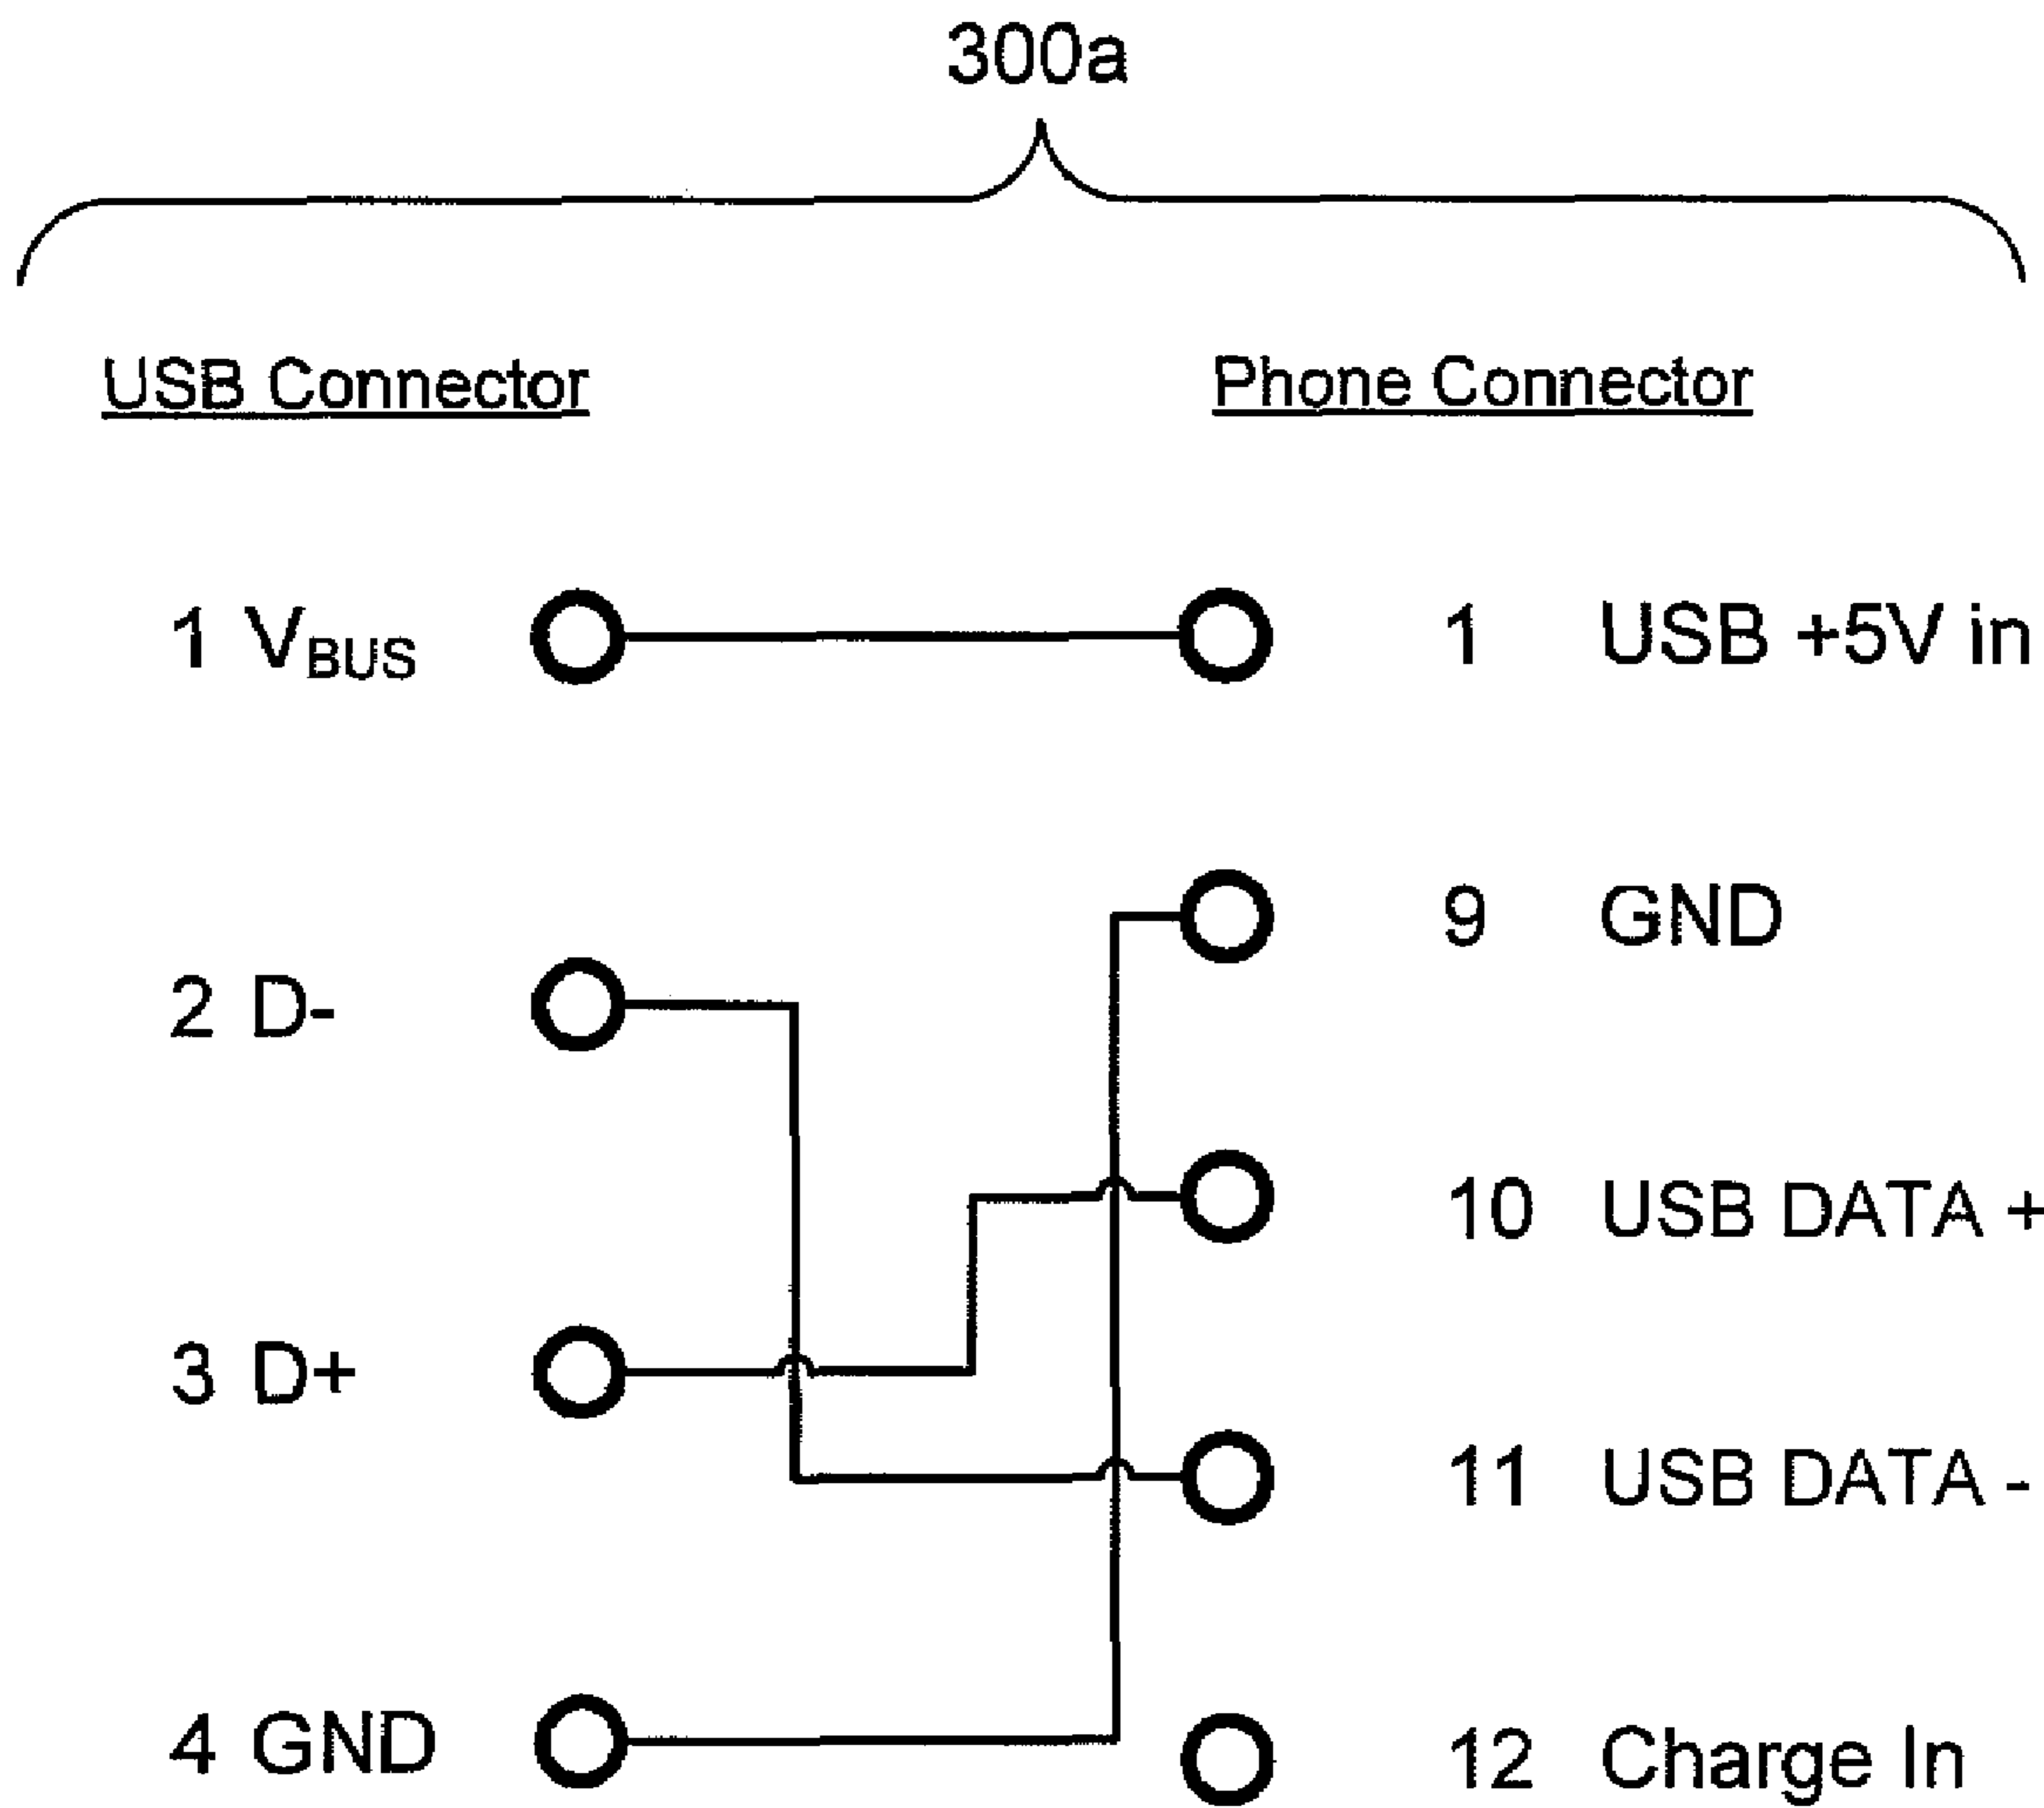 300a
USB Connector Phone Connector
1 VBUS 1 USB +5V in
9 GND
2 D-
10 USB DATA +
3 D+
11 USB DATA -
4 GND 12 Charge In